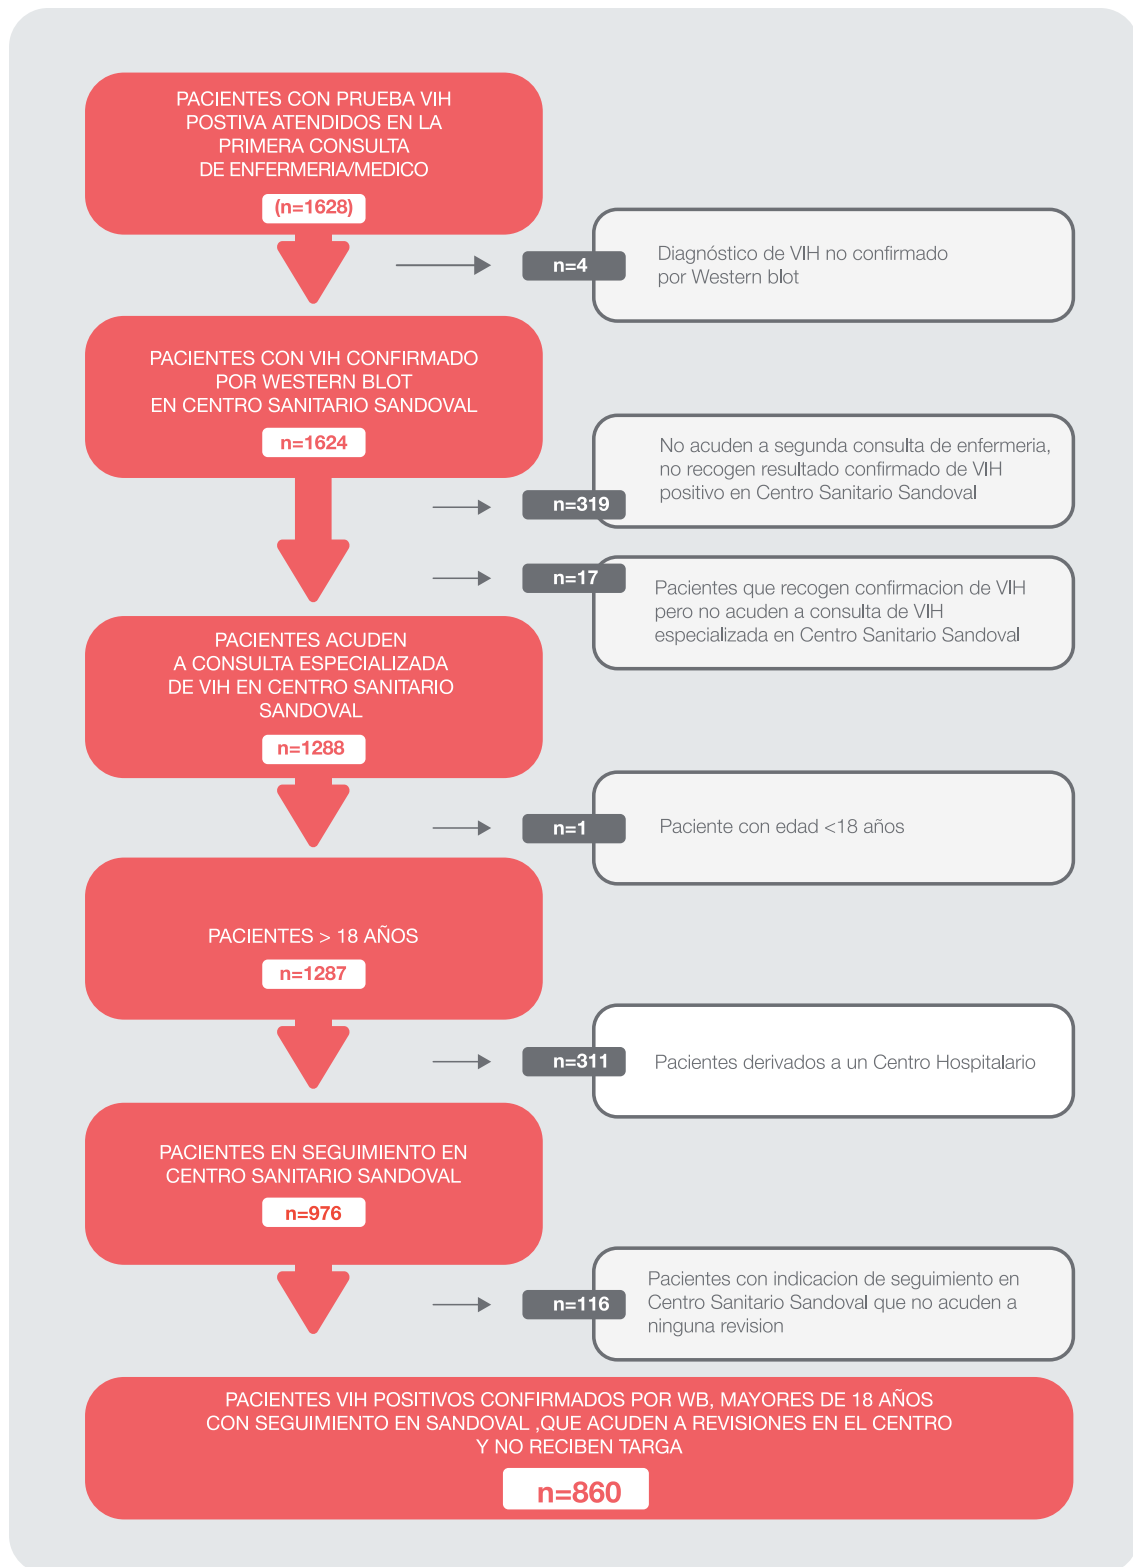 PACIENTES CON PRUEBA VIH
POSTIVA ATENDIDOS EN LA
PRIMERA CONSULTA
DE ENFERMERIA/MEDICO
(n=1628)
n=4
Diagnóstico de VIH no confirmado
por Western blot
PACIENTES CON VIH CONFIRMADO
POR WESTERN BLOT
EN CENTRO SANITARIO SANDOVAL
n=1624
No acuden a segunda consulta de enfermeria,
no recogen resultado confirmado de VIH
positivo en Centro Sanitario Sandoval
n=319
n=17
Pacientes que recogen confirmacion de VIH
pero no acuden a consulta de VIH
especializada en Centro Sanitario Sandoval
PACIENTES ACUDEN
A CONSULTA ESPECIALIZADA
DE VIH EN CENTRO SANITARIO
SANDOVAL
n=1288
n=1
Paciente con edad <18 años
PACIENTES > 18 AÑOS
n=1287
n=311
Pacientes derivados a un Centro Hospitalario
PACIENTES EN SEGUIMIENTO EN
CENTRO SANITARIO SANDOVAL
n=976
n=116
Pacientes con indicacion de seguimiento en
Centro Sanitario Sandoval que no acuden a
ninguna revision
PACIENTES VIH POSITIVOS CONFIRMADOS POR WB, MAYORES DE 18 AÑOS
CON SEGUIMIENTO EN SANDOVAL ,QUE ACUDEN A REVISIONES EN EL CENTRO
Y NO RECIBEN TARGA
n=860